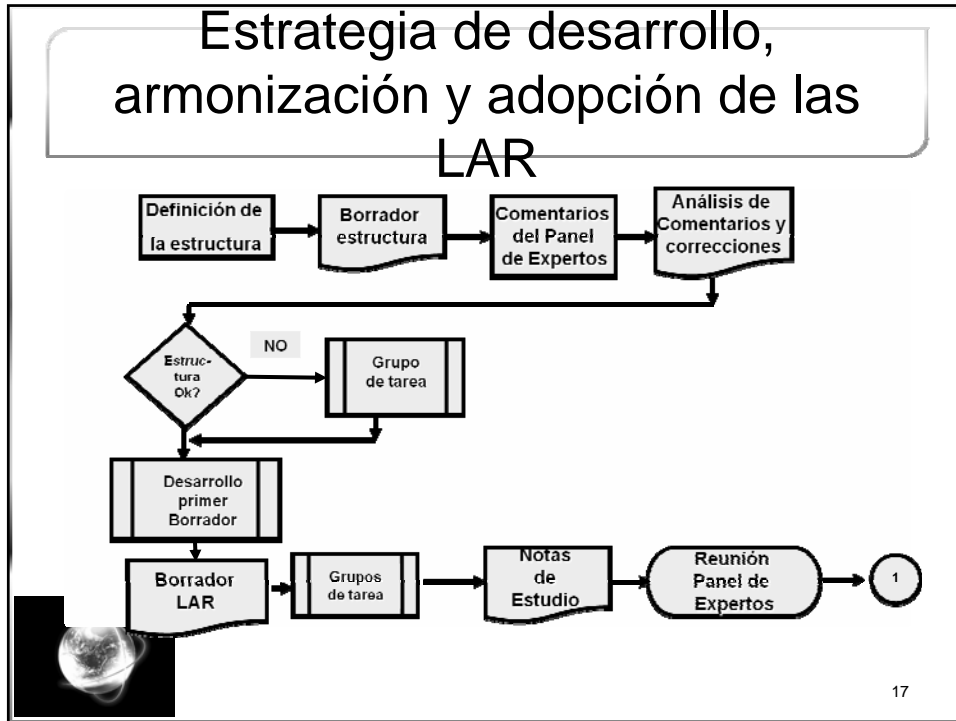 Estrategia de desarrollo,
armonización y adopción de las
LAR
Definición de
la estructura
Borrador
estructura
Comentarios
del Panel
de Expertos
Análisis de
Comentarios y
correcciones
Estruc-
tura
Ok?
NO
Grupo
de tarea
Desarrollo
primer
Borrador
Borrador
LAR
Grupos
de tarea
Notas
de
Estudio
Reunión
Panel de
Expertos
1
17